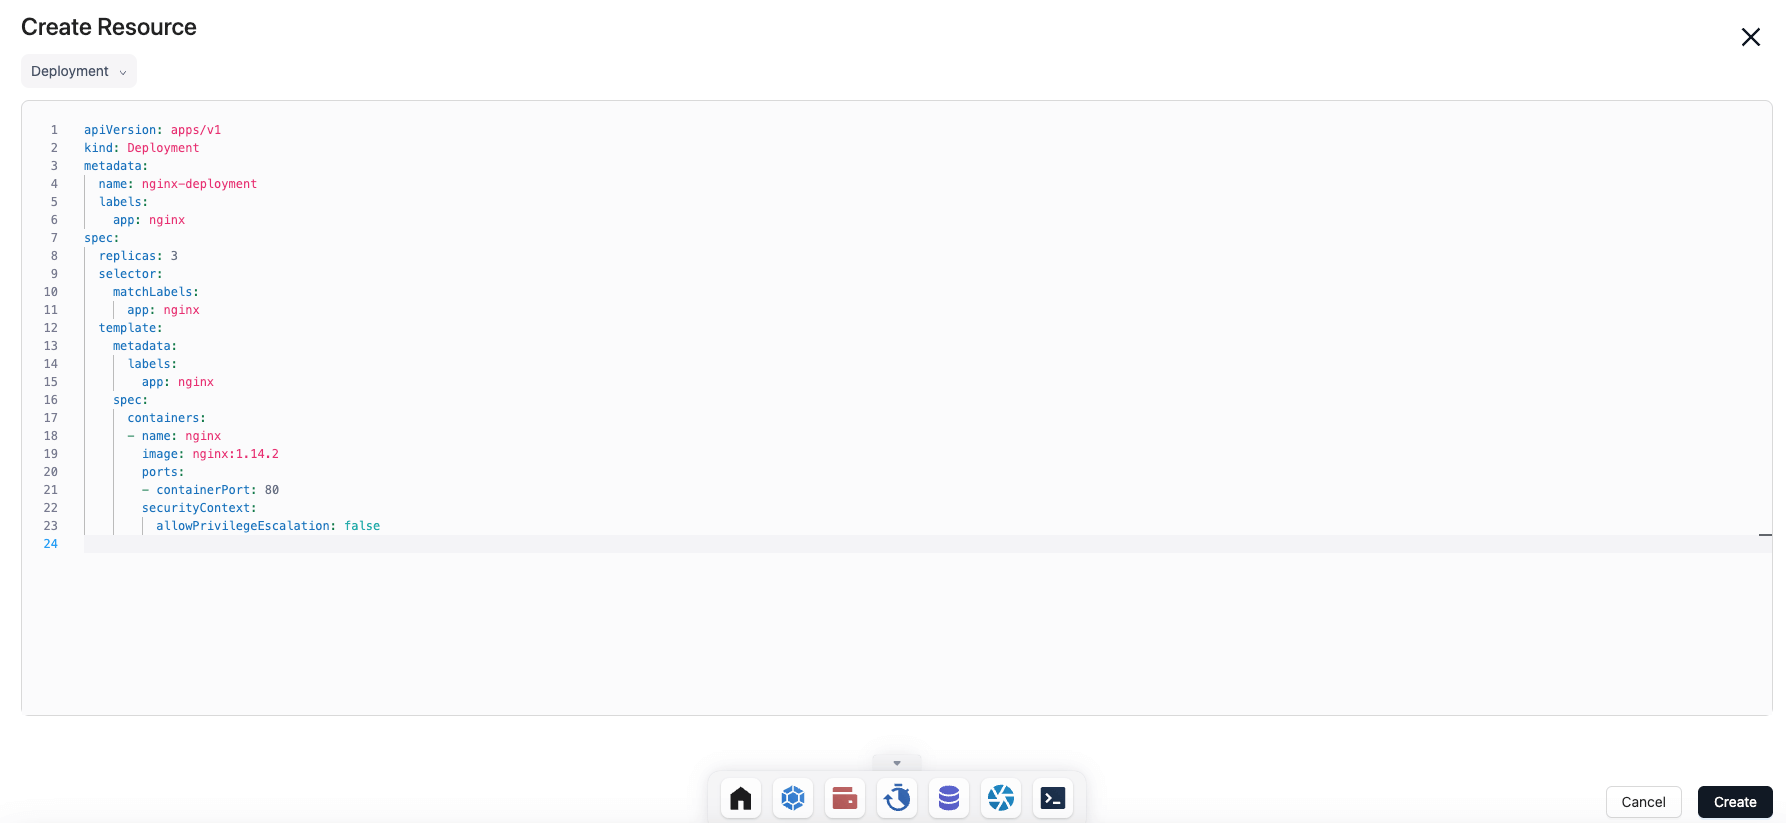 Create Resource
Deployment
1 apiVersion: apps/v1
2 kind: Deployment
3 metadata:
4   name: nginx-deployment
5   labels:
6     app: nginx
7 spec:
8   replicas: 3
9   selector:
10     matchLabels:
11       app: nginx
12   template:
13     metadata:
14       labels:
15         app: nginx
16     spec:
17       containers:
18       - name: nginx
19         image: nginx:1.14.2
20         ports:
21         - containerPort: 80
22         securityContext:
23           allowPrivilegeEscalation: false
24
Cancel
Create